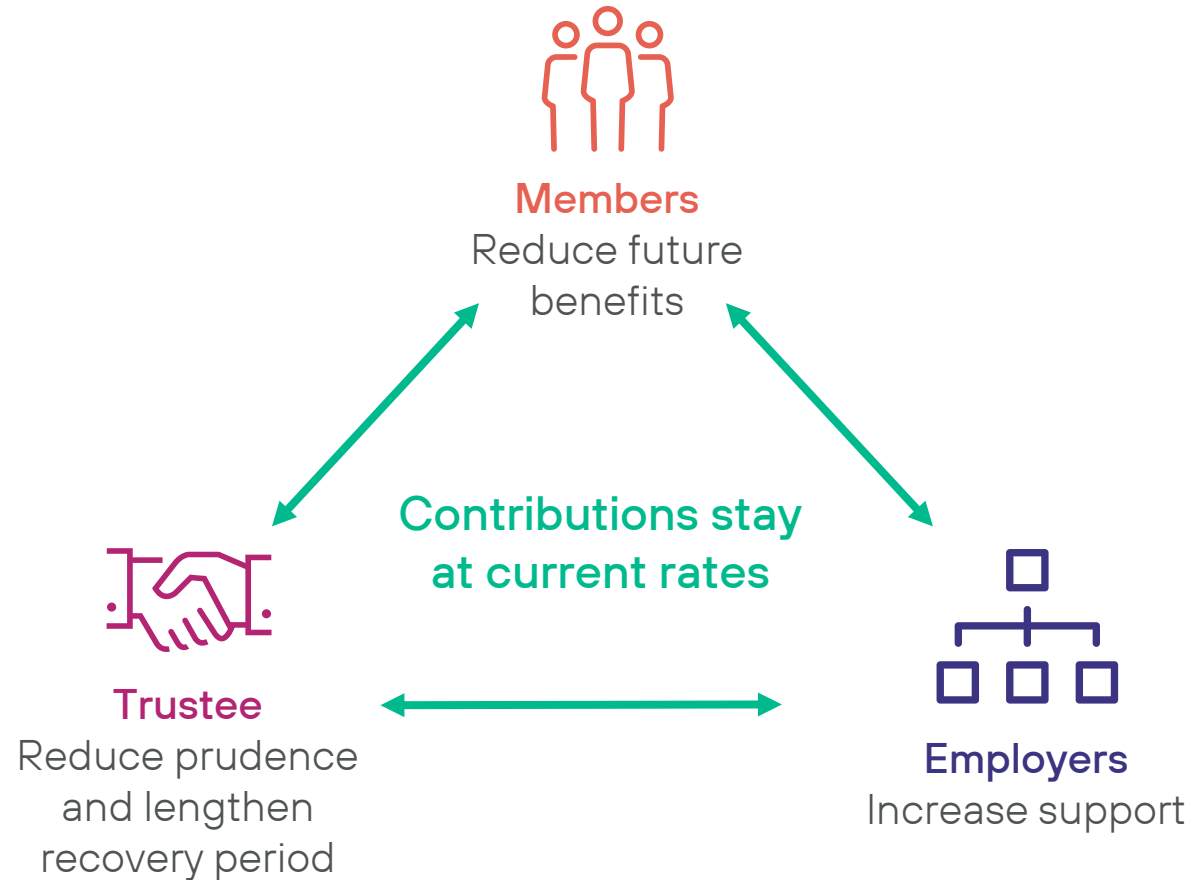 Members
Reduce future
benefits
Contributions stay
at current rates
Trustee
Reduce prudence
and lengthen
recovery period
Employers
Increase support